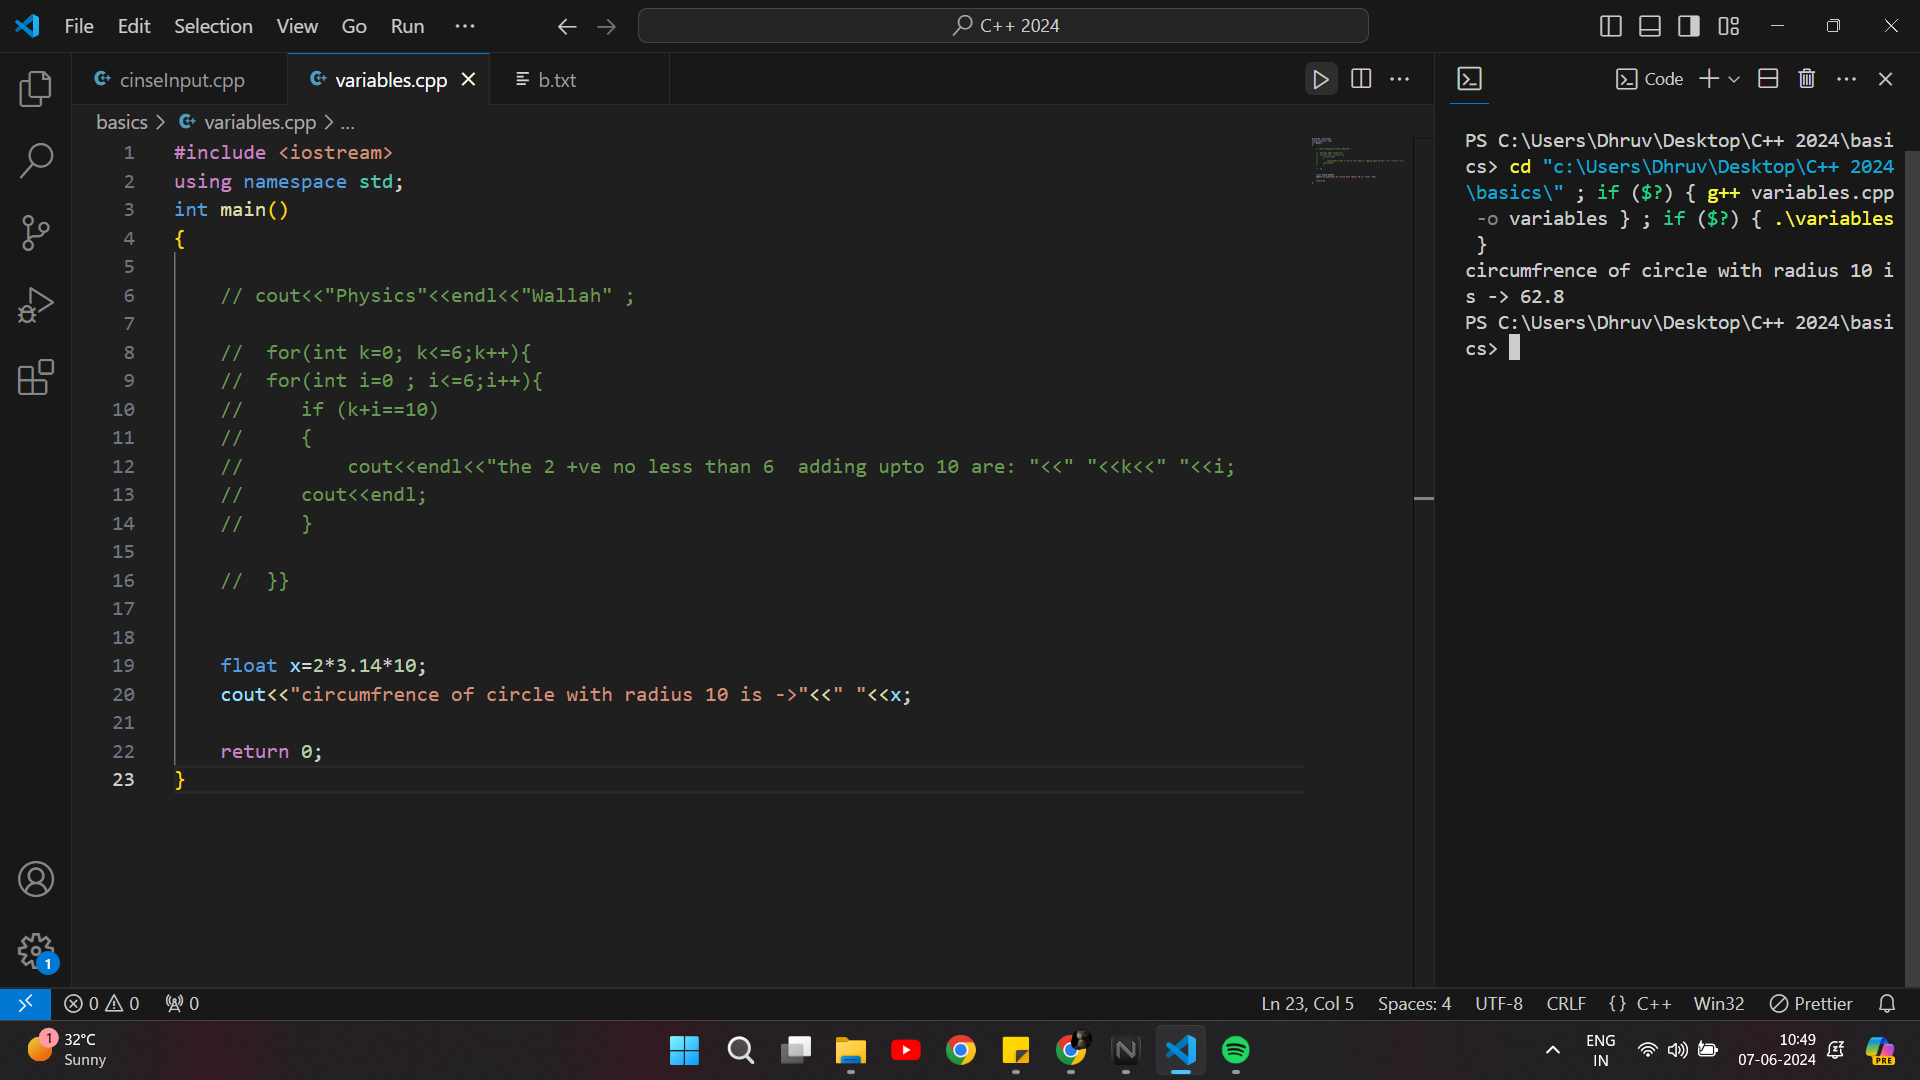 File Edit Selection View Go Run ··· C++ 2024
cinseInput.cpp variables.cpp b.txt
basics > variables.cpp > ...
1 #include <iostream>
2 using namespace std;
3 int main()
4 {
5
6 // cout<<"Physics"<<endl<<"Wallah" ;
7
8 //  for(int k=0; k<=6;k++){
9 //  for(int i=0 ; i<=6;i++){
10 //     if (k+i==10)
11 //     {
12 //         cout<<endl<<"the 2 +ve no less than 6  adding upto 10 are: "<<" "<<k<<" "<<i;
13 //     cout<<endl;
14 //     }
15
16 //  }}
17
18
19 float x=2*3.14*10;
20 cout<<"circumfrence of circle with radius 10 is ->"<<" "<<x;
21
22 return 0;
23 }
Code
PS C:\Users\Dhruv\Desktop\C++ 2024\basi
cs> cd "c:\Users\Dhruv\Desktop\C++ 2024
\basics\" ; if ($?) { g++ variables.cpp
-o variables } ; if ($?) { .\variables
}
circumfrence of circle with radius 10 i
s -> 62.8
PS C:\Users\Dhruv\Desktop\C++ 2024\basi
cs>
1
0 0 0 Ln 23, Col 5 Spaces: 4 UTF-8 CRLF {} C++ Win32 Prettier
1 32°C
Sunny
ENG
IN
10:49
07-06-2024
PRE